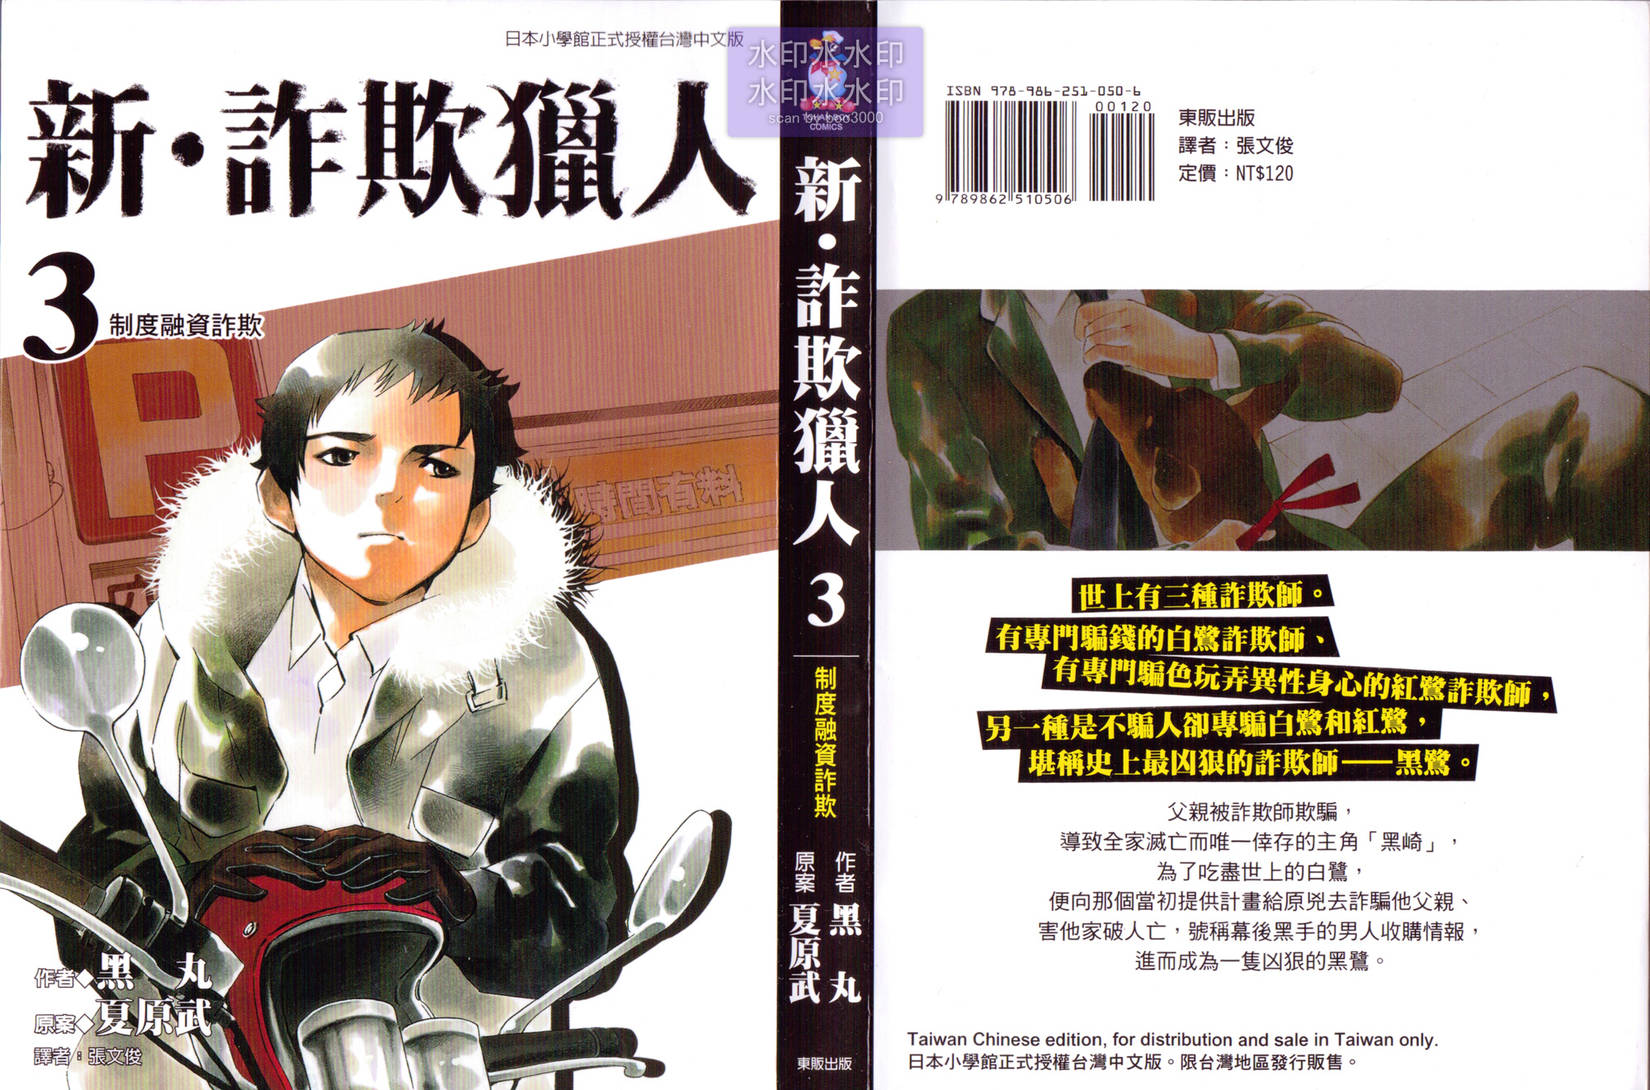 日本小學館正式授權台灣中文版
新・詐欺獵人
3
制度融資詐欺
P
時間有料
作者◆黑 丸
原案◆夏原武
譯者：張文俊
水印水水印
水印水水印
scan by boc3000
COMICS
新・詐欺獵人
3
制度融資詐欺
作者 黑 丸
原案 夏原武
東販出版
ISBN 978-986-251-050-6
00120
9 789862 510506
東販出版
譯者：張文俊
定價：NT$120
世上有三種詐欺師。
有專門騙錢的白鷺詐欺師、
有專門騙色玩弄異性身心的紅鷺詐欺師，
另一種是不騙人卻專騙白鷺和紅鷺，
堪稱史上最凶狠的詐欺師——黑鷺。
父親被詐欺師欺騙，
導致全家滅亡而唯一倖存的主角「黑崎」，
為了吃盡世上的白鷺，
便向那個當初提供計畫給原兇去詐騙他父親、
害他家破人亡，號稱幕後黑手的男人收購情報，
進而成為一隻凶狠的黑鷺。
Taiwan Chinese edition, for distribution and sale in Taiwan only.
日本小學館正式授權台灣中文版。限台灣地區發行販售。